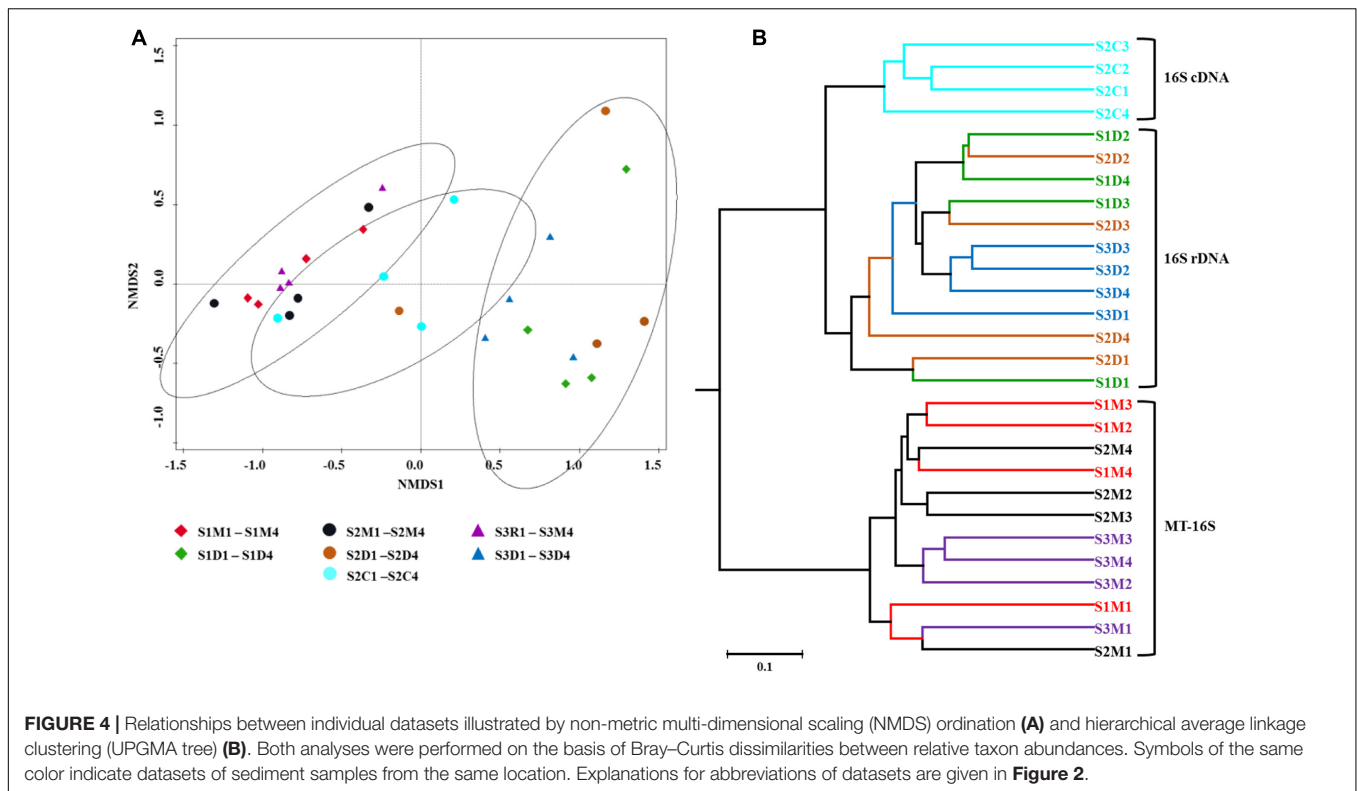 A
1.5
1.0
0.5
0.0
-0.5
-1.0
NMDS2
-1.5
-1.0
-0.5
0.0
0.5
1.0
1.5
NMDS1
S1M1 – S1M4
S2M1 –S2M4
S3R1 – S3M4
S1D1 – S1D4
S2D1 – S2D4
S3D1 – S3D4
S2C1 –S2C4
B
S2C3
S2C2
S2C1
S2C4
16S cDNA
S1D2
S2D2
S1D4
S1D3
S2D3
S3D3
S3D2
S3D4
S3D1
S2D4
S2D1
S1D1
16S rDNA
S1M3
S1M2
S2M4
S1M4
S2M2
S2M3
S3M3
S3M4
S3M2
S1M1
S3M1
S2M1
MT-16S
0.1
FIGURE 4 | Relationships between individual datasets illustrated by non-metric multi-dimensional scaling (NMDS) ordination (A) and hierarchical average linkage
clustering (UPGMA tree) (B). Both analyses were performed on the basis of Bray–Curtis dissimilarities between relative taxon abundances. Symbols of the same
color indicate datasets of sediment samples from the same location. Explanations for abbreviations of datasets are given in Figure 2.